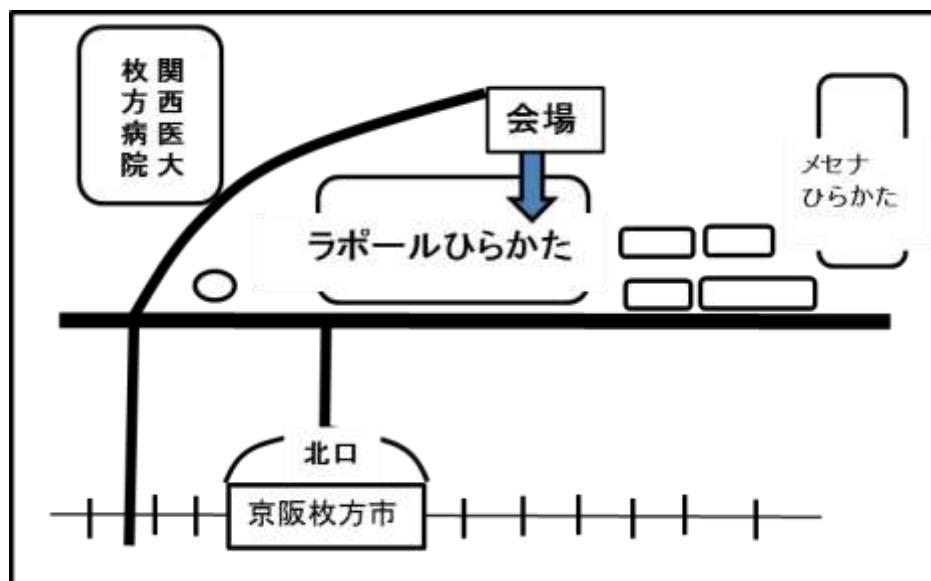 関西医大
枚方病院
会場
メセナ
ひらかた
ラポールひらかた
北口
京阪枚方市